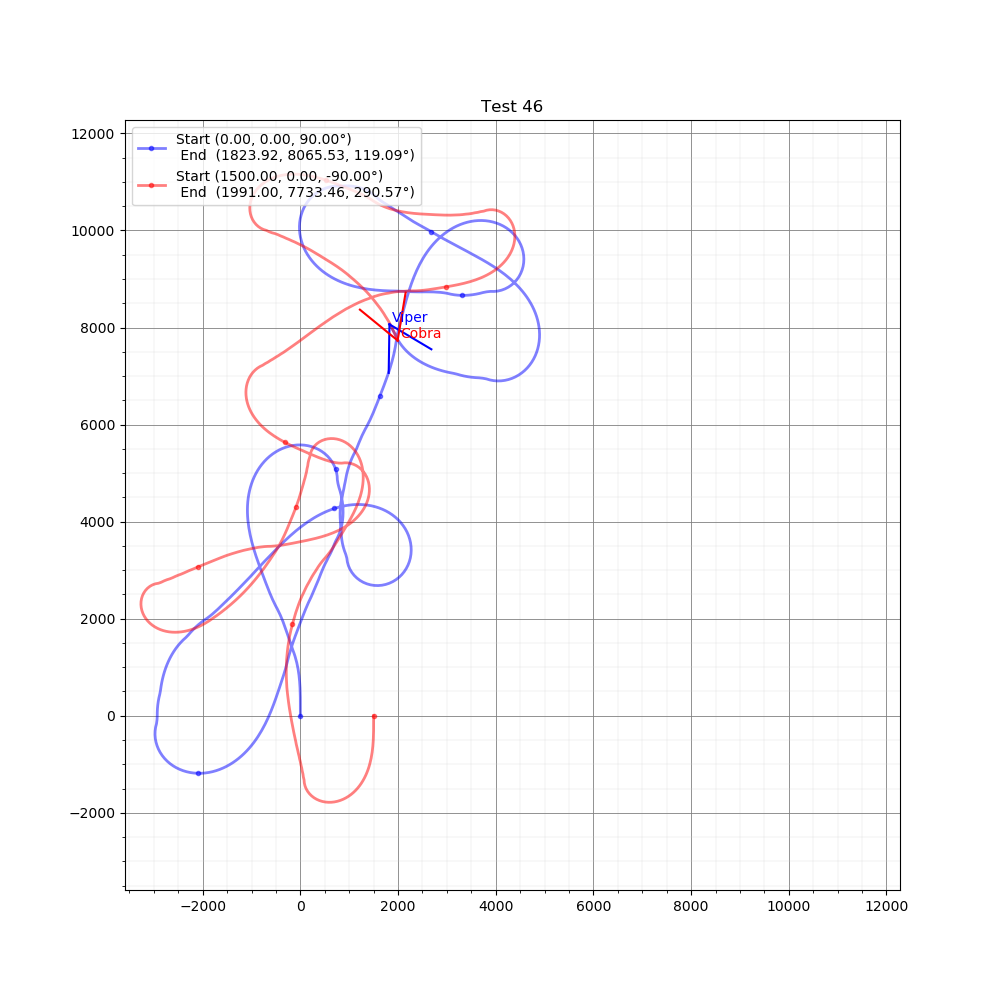 Test 46
Start (0.00, 0.00, 90.00°)
End  (1823.92, 8065.53, 119.09°)
Start (1500.00, 0.00, -90.00°)
End  (1991.00, 7733.46, 290.57°)
12000
10000
8000
6000
4000
2000
0
−2000
Viper
Cobra
−2000 0 2000 4000 6000 8000 10000 12000